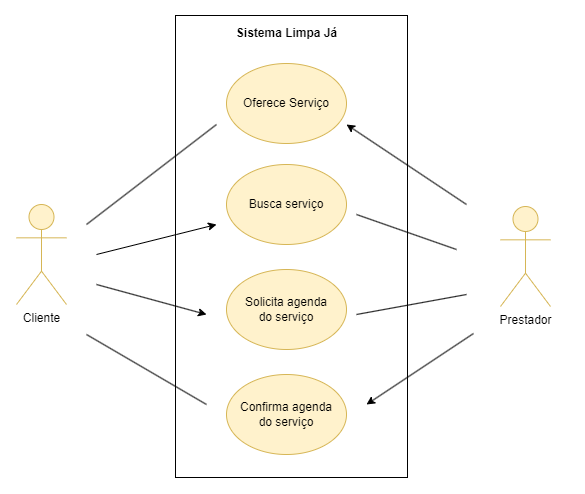 Sistema Limpa Já
Oferece Serviço
Busca serviço
Solicita agenda
do serviço
Confirma agenda
do serviço
Cliente
Prestador